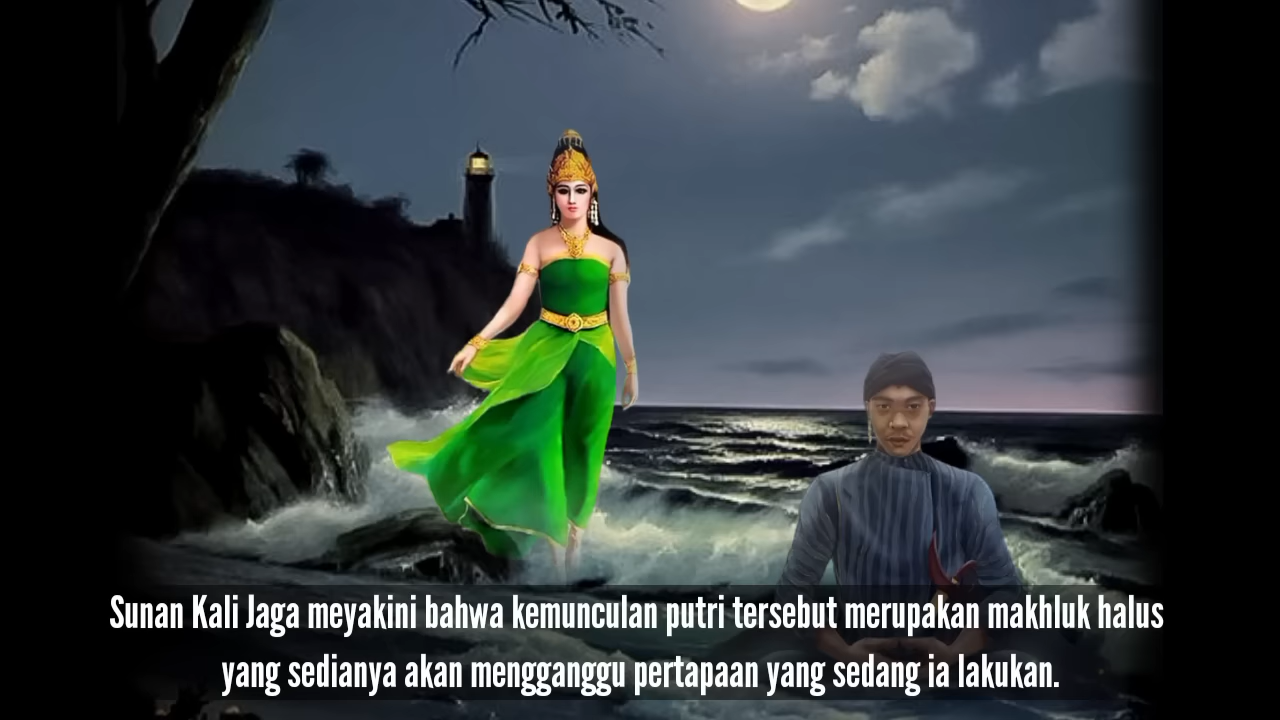 Sunan Kali Jaga meyakini bahwa kemunculan putri tersebut merupakan makhluk halus
yang sedianya akan mengganggu pertapaan yang sedang ia lakukan.